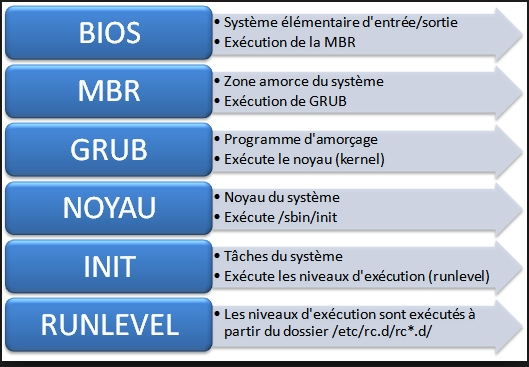 BIOS
• Système élémentaire d'entrée/sortie
• Exécution de la MBR
MBR
• Zone amorce du système
• Exécution de GRUB
GRUB
• Programme d'amorçage
• Exécute le noyau (kernel)
NOYAU
• Noyau du système
• Exécute /sbin/init
INIT
• Tâches du système
• Exécute les niveaux d'exécution (runlevel)
RUNLEVEL
• Les niveaux d'exécution sont exécutés à
partir du dossier /etc/rc.d/rc*.d/